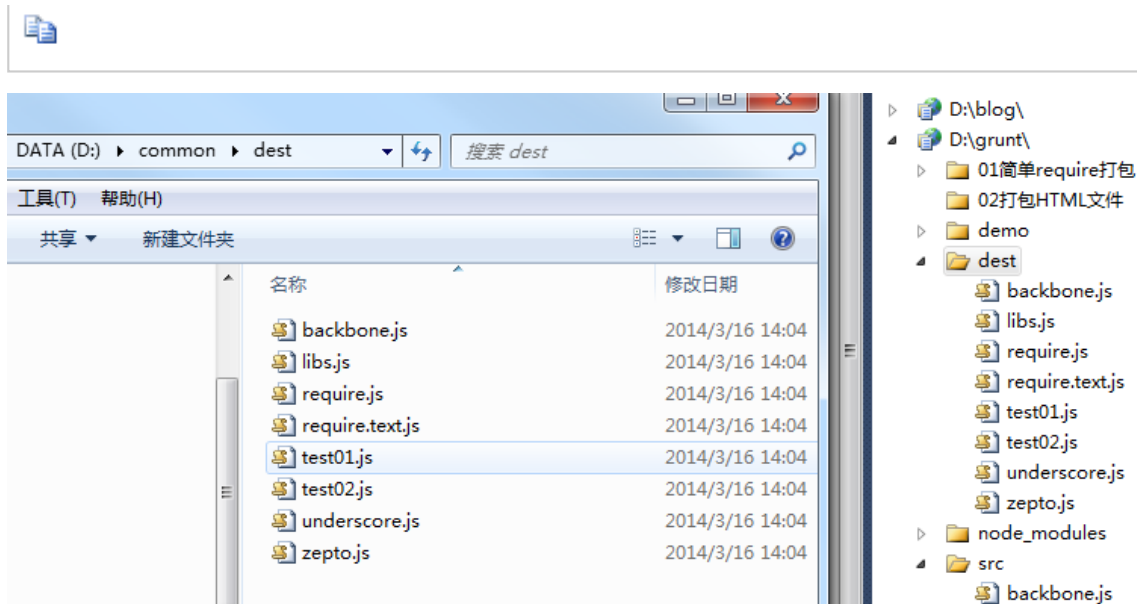 DATA (D:) common dest
搜索 dest
工具(T) 帮助(H)
共享 新建文件夹
名称 修改日期
backbone.js 2014/3/16 14:04
libs.js 2014/3/16 14:04
require.js 2014/3/16 14:04
require.text.js 2014/3/16 14:04
test01.js 2014/3/16 14:04
test02.js 2014/3/16 14:04
underscore.js 2014/3/16 14:04
zepto.js 2014/3/16 14:04
D:\blog\
D:\grunt\
01简单require打包
02打包HTML文件
demo
dest
backbone.js
libs.js
require.js
require.text.js
test01.js
test02.js
underscore.js
zepto.js
node_modules
src
backbone.js